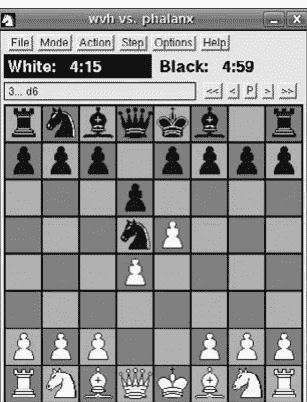 wvh vs. phalanx
File Mode Action Step Options Help
White: 4:15 Black: 4:59
3... d6 << < P > >>